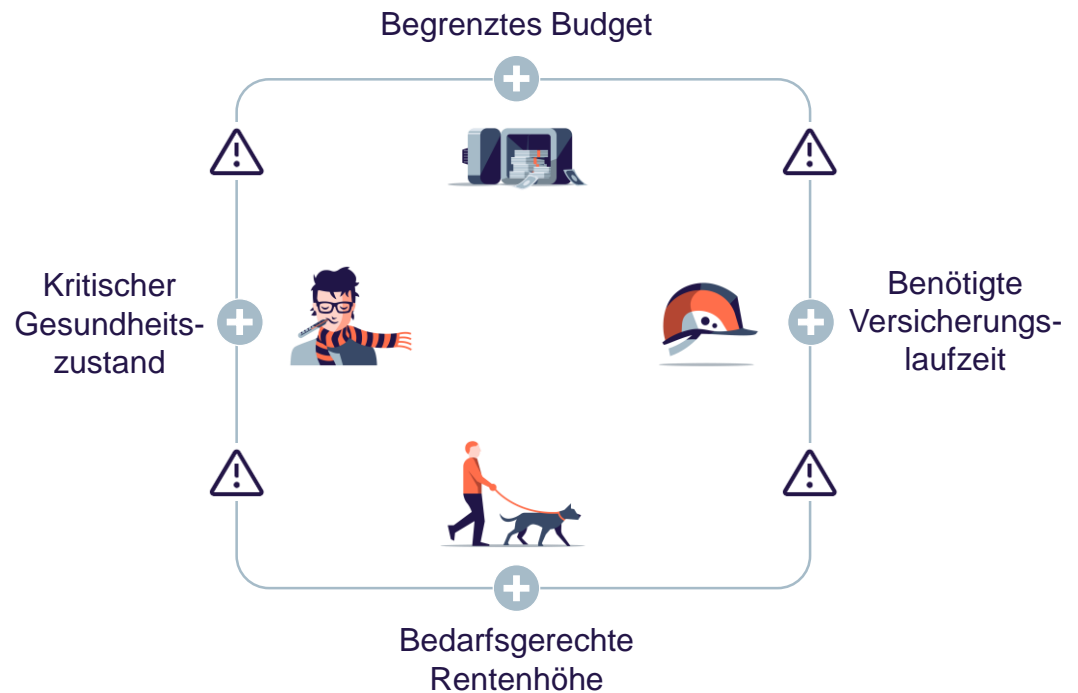 Begrenztes Budget
Kritischer
Gesundheits-
zustand
Benötigte
Versicherungs-
laufzeit
Bedarfsgerechte
Rentenhöhe